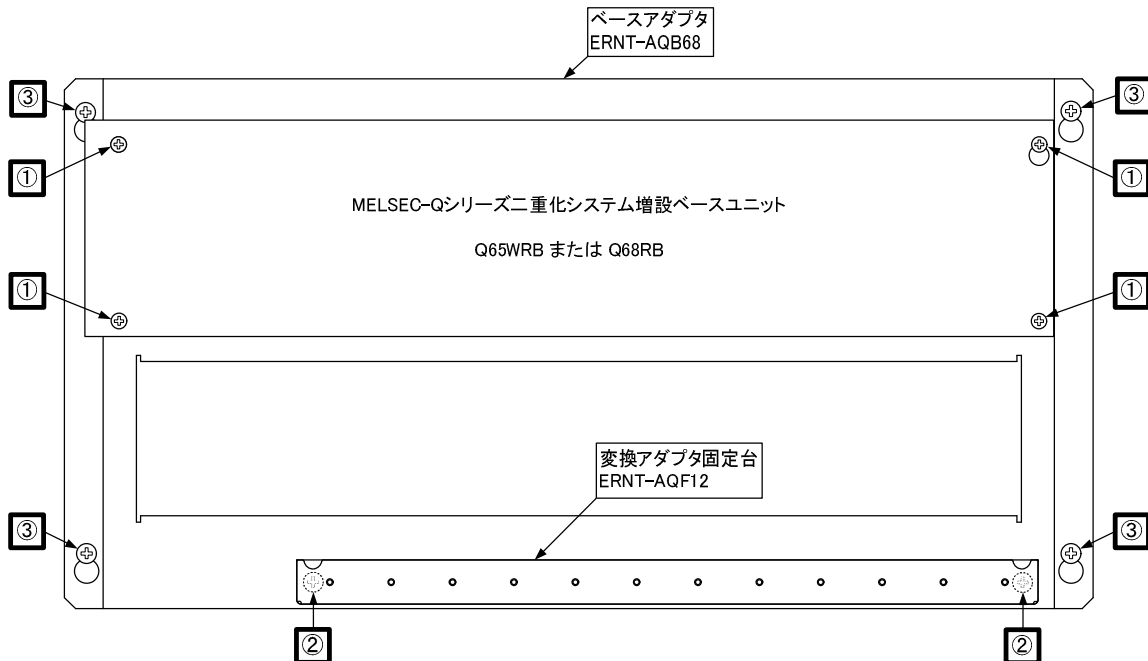 ベースアダプタ
ERNT-AQB68
③
③
①
①
MELSEC-Qシリーズ二重化システム増設ベースユニット
Q65WRB または Q68RB
①
①
変換アダプタ固定台
ERNT-AQF12
③
③
②
②